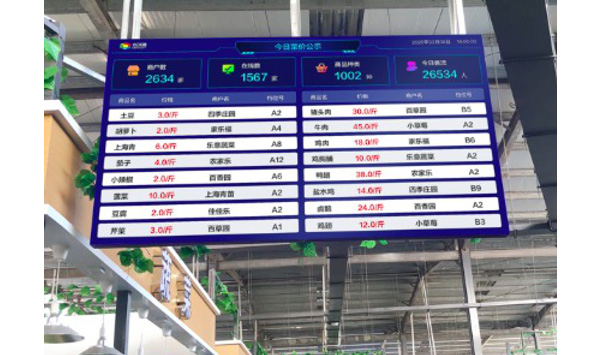 今日菜价公示
商户数 在线数 商品种类 今日客流
2634 家 1567 家 1002 种 26534 人
商品名 价格 商户名 档位号 商品名 价格 商户名 档位号
土豆 3.0/斤 四季庄园 A2 猪头肉 30.0/斤 百草园 B5
胡萝卜 2.0/斤 家乐福 A4 牛肉 45.0/斤 小草莓 A2
上海青 6.0/斤 乐息蔬菜 A8 鸡肉 18.0/斤 家乐福 B6
茄子 4.0/斤 农家乐 A12 鸡胸脯 10.0/斤 乐息蔬菜 A2
小辣椒 2.0/斤 百香园 A6 鸭翅 38.0/斤 农家乐 A2
菠菜 10.0/斤 上海青苗 A2 盐水鸡 14.0/斤 四季庄园 B9
豆腐 2.0/斤 佳佳乐 A2 卤鹅 24.0/斤 百香园 A2
芹菜 3.0/斤 百草园 A1 鸡翅 12.0/斤 小草莓 B3